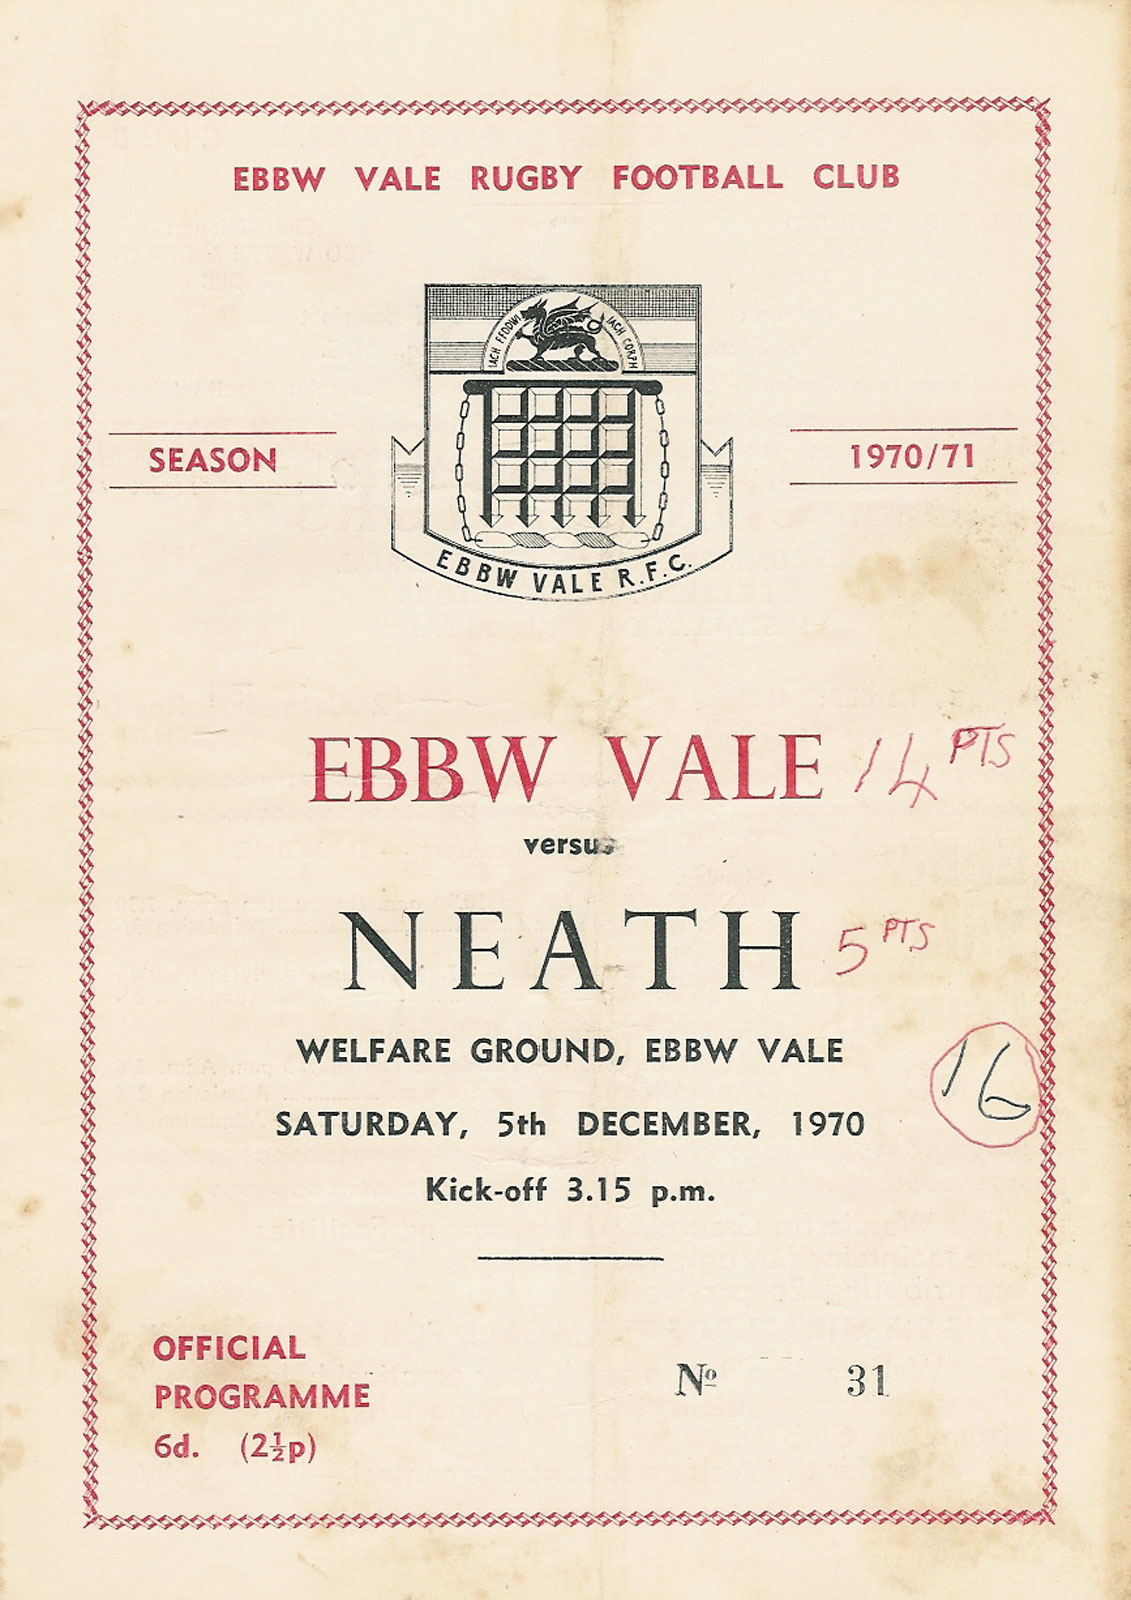 EBBW VALE RUGBY FOOTBALL CLUB
IACH FFDDWI IACH CORPH
SEASON
1970/71
EBBW VALE R.F.C.
EBBW VALE 14 PTS
versus
NEATH 5 PTS
WELFARE GROUND, EBBW VALE
16
SATURDAY, 5th DECEMBER, 1970
Kick-off 3.15 p.m.
OFFICIAL
PROGRAMME
6d. (2½p)
Nº 31